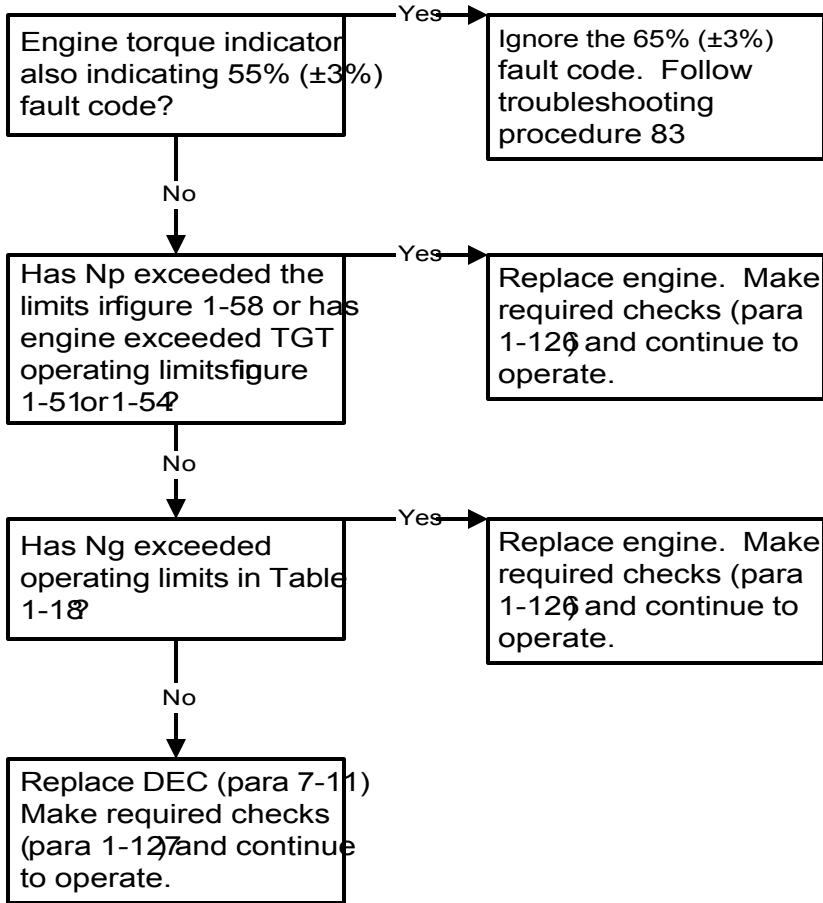 Engine torque indicator
also indicating 55% (±3%)
fault code?
Yes
Ignore the 65% (±3%)
fault code. Follow
troubleshooting
procedure 83
No
Has Np exceeded the
limits in figure 1-58 or has
engine exceeded TGT
operating limits in figure
1-51 or 1-54?
Yes
Replace engine. Make
required checks (para
1-126) and continue to
operate.
No
Has Ng exceeded
operating limits in Table
1-18?
Yes
Replace engine. Make
required checks (para
1-126) and continue to
operate.
No
Replace DEC (para 7-11)
Make required checks
(para 1-127) and continue
to operate.